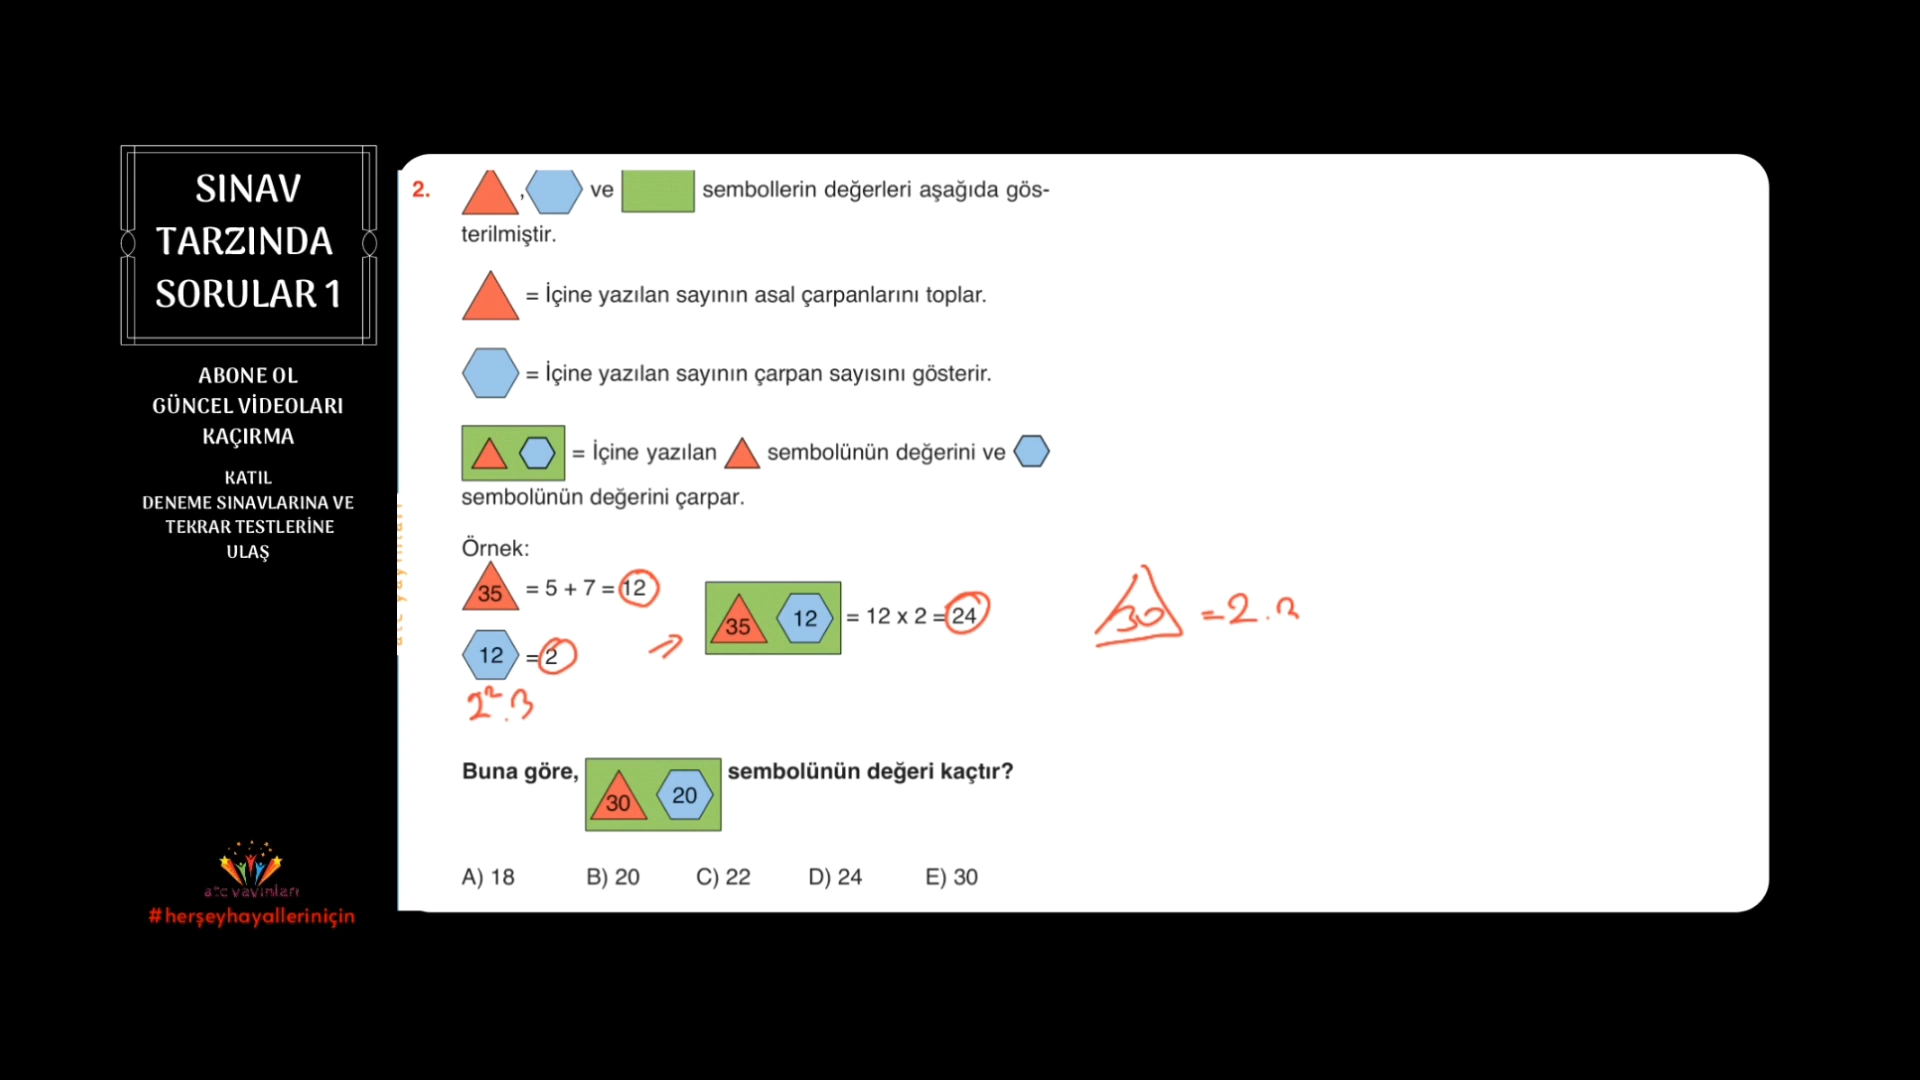 SINAV
TARZINDA
SORULAR 1
ABONE OL
GÜNCEL VİDEOLARI
KAÇIRMA
KATIL
DENEME SINAVLARINA VE
TEKRAR TESTLERİNE
ULAŞ
atc yayınları
#herşeyhayalleriniçin
2. , ve sembollerin değerleri aşağıda gös-
terilmiştir.
= İçine yazılan sayının asal çarpanlarını toplar.
= İçine yazılan sayının çarpan sayısını gösterir.
= İçine yazılan sembolünün değerini ve
sembolünün değerini çarpar.
Örnek:
35 = 5 + 7 = 12
35 12 = 12 x 2 = 24
12 = 2
2².3
30 = 2.3
Buna göre, 30 20 sembolünün değeri kaçtır?
A) 18 B) 20 C) 22 D) 24 E) 30